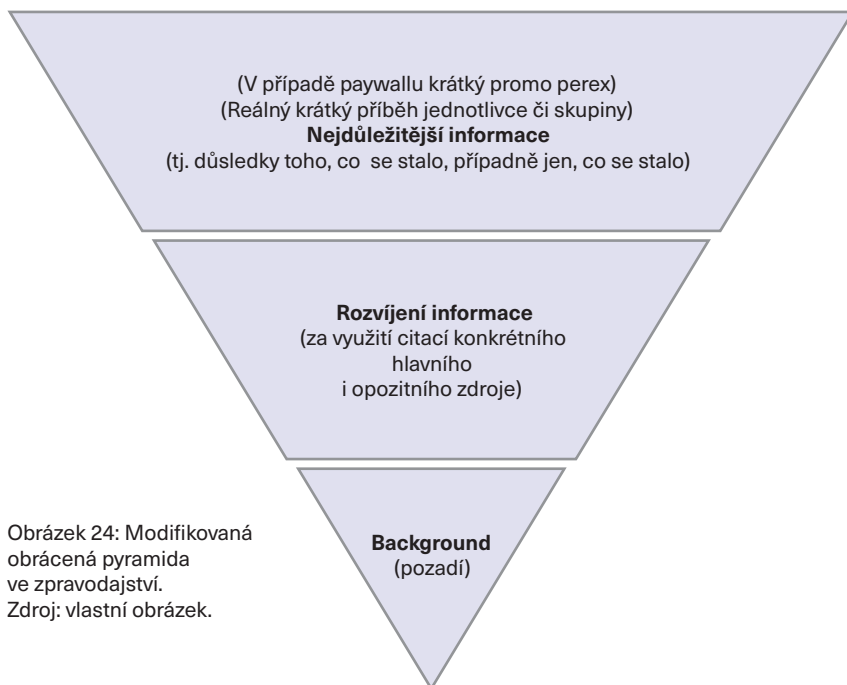 (V případě paywallu krátký promo perex)
(Reálný krátký příběh jednotlivce či skupiny)
Nejdůležitější informace
(tj. důsledky toho, co  se stalo, případně jen, co se stalo)
Rozvíjení informace
(za využití citací konkrétního
hlavního
i opozitního zdroje)
Background
(pozadí)
Obrázek 24: Modifikovaná
obrácená pyramida
ve zpravodajství.
Zdroj: vlastní obrázek.